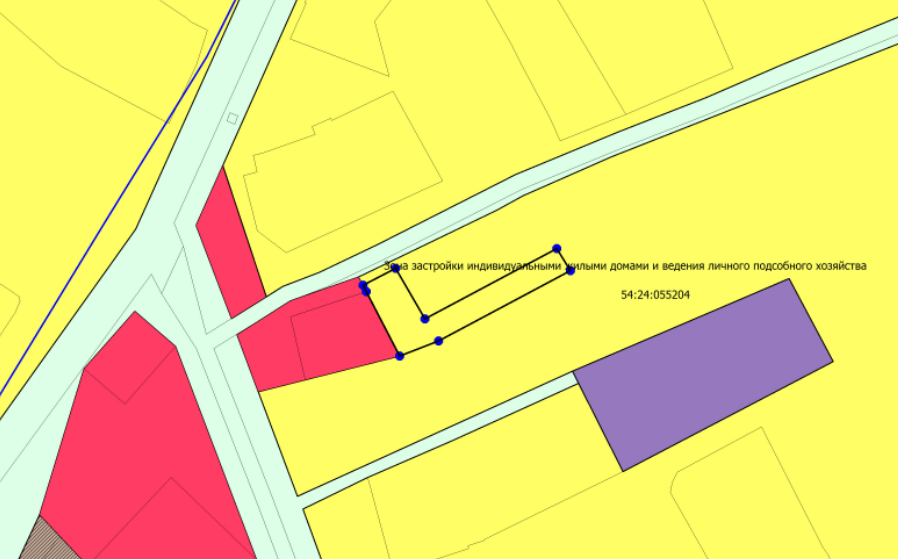 Зона застройки индивидуальными жилыми домами и ведения личного подсобного хозяйства
54:24:055204